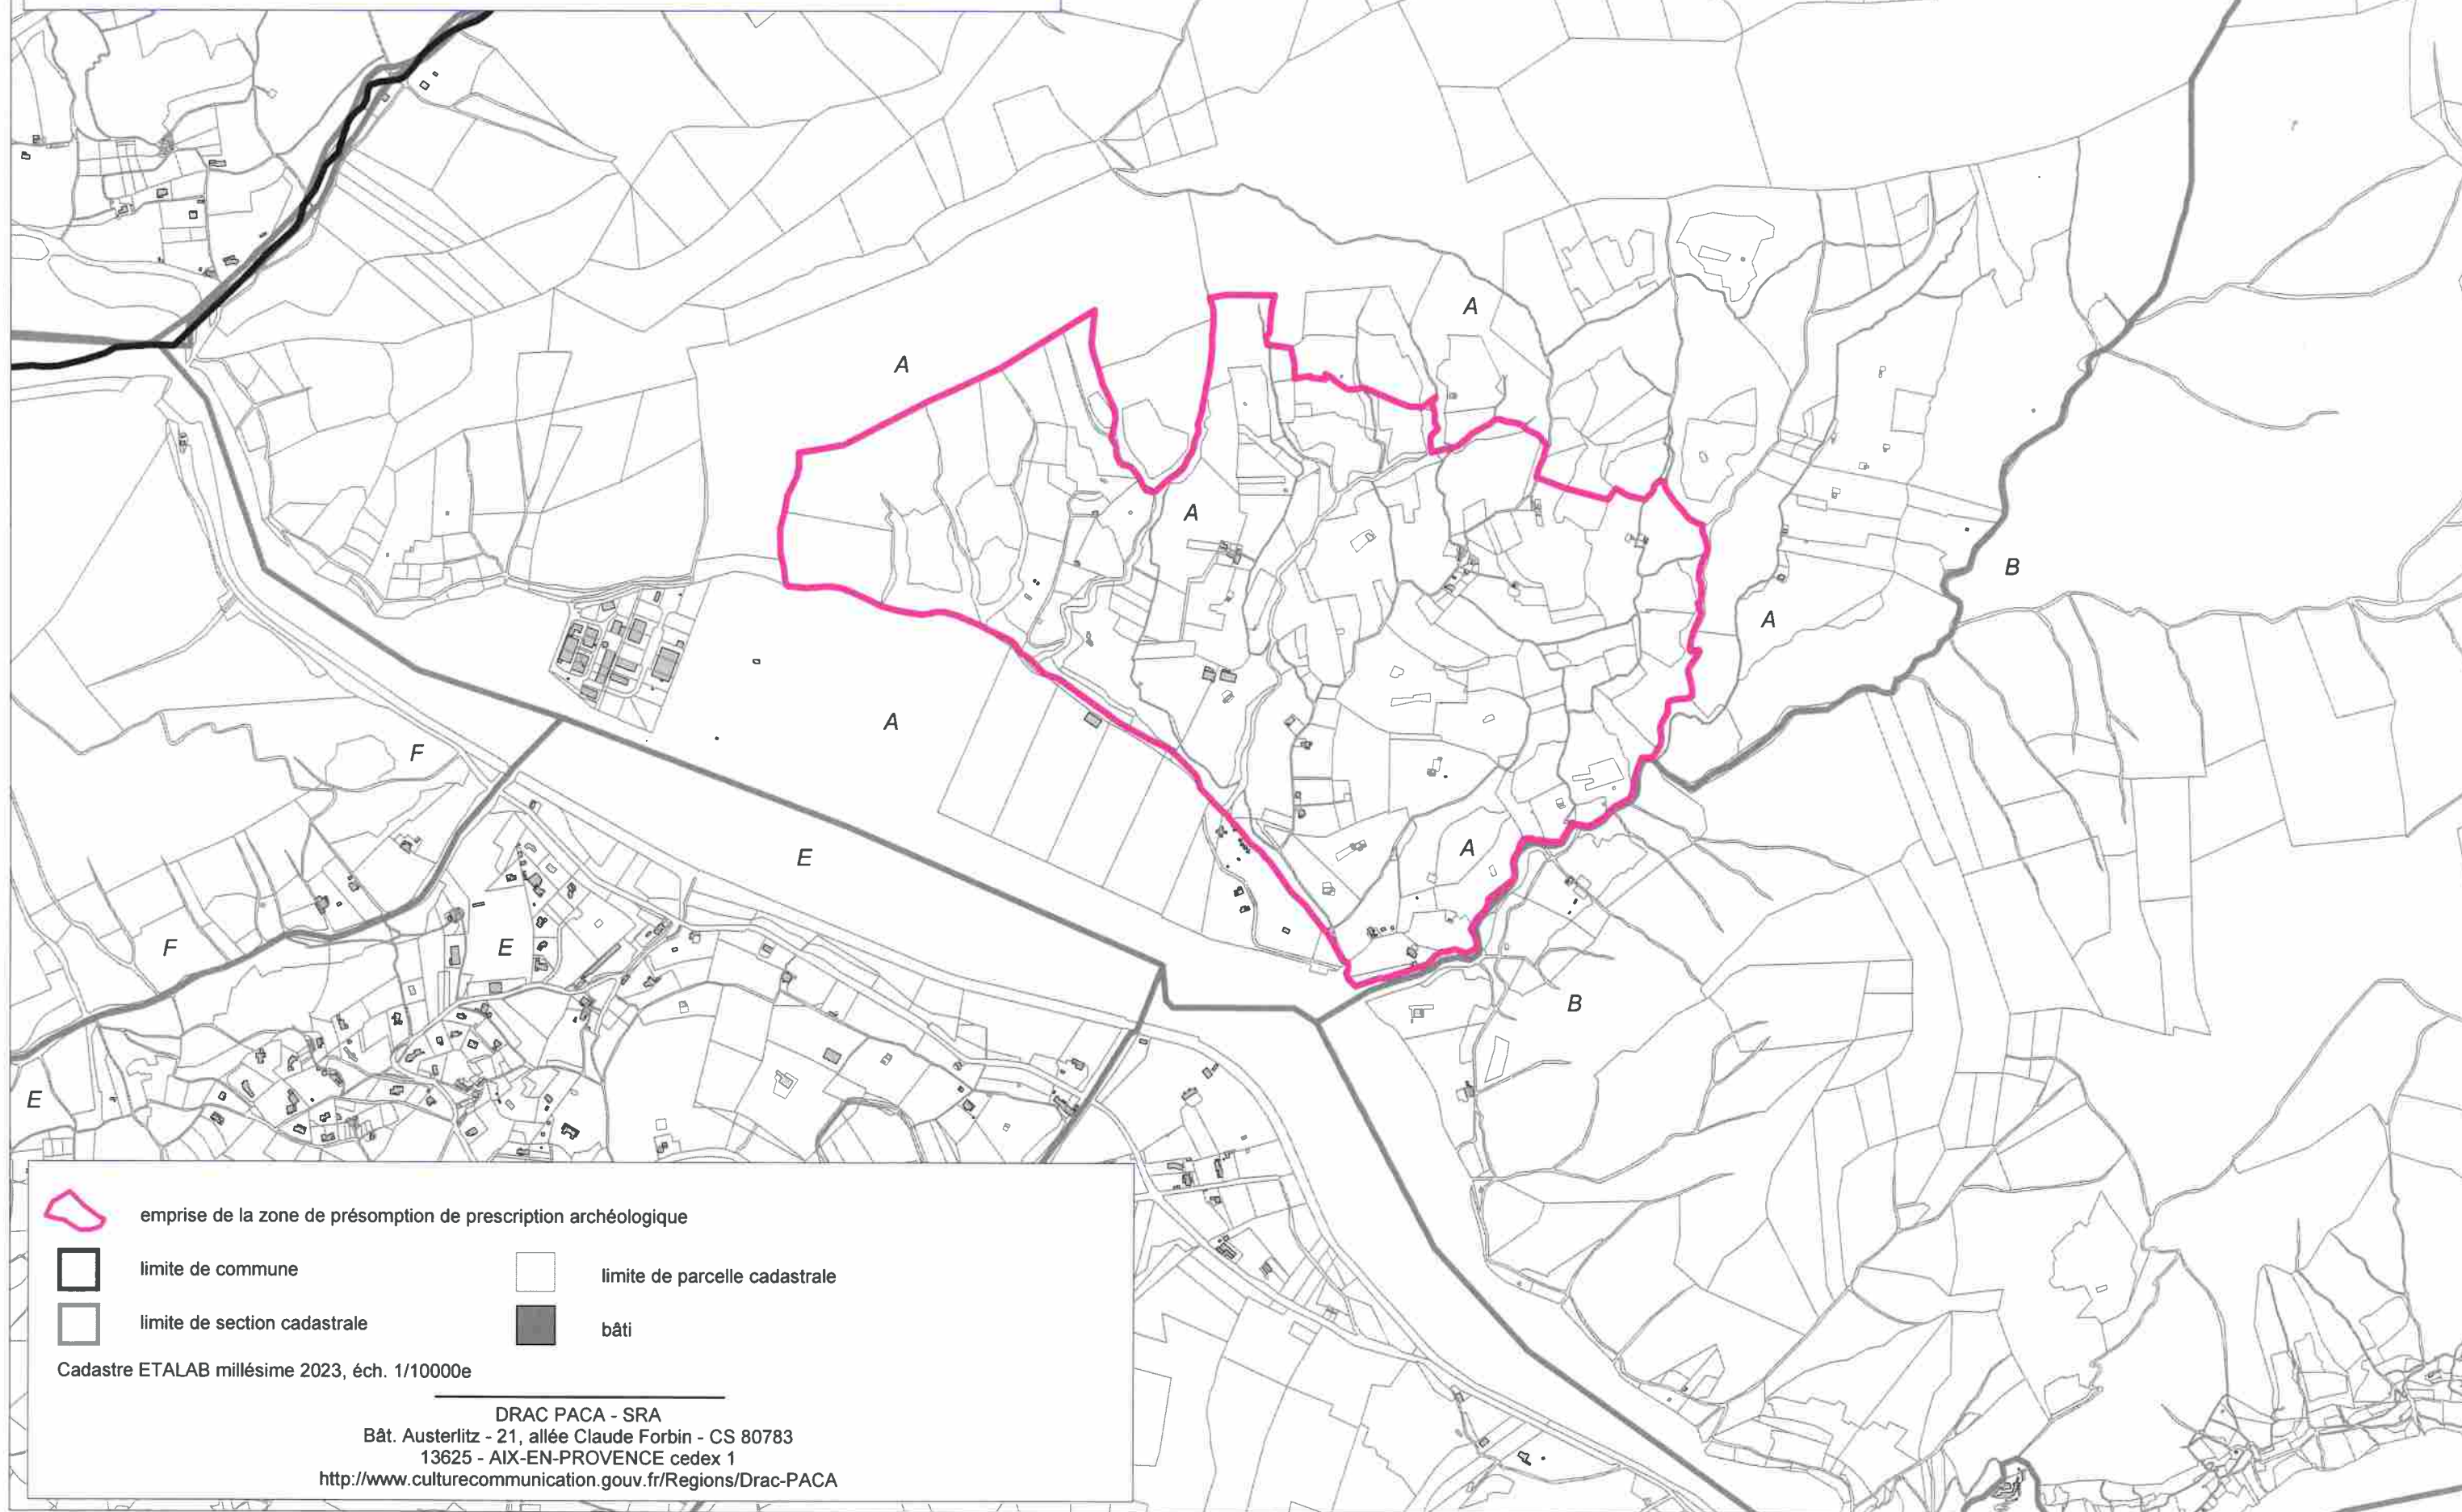 A
A
A
B
A
F
A
E
A
F
E
B
E
emprise de la zone de présomption de prescription archéologique
limite de commune
limite de parcelle cadastrale
limite de section cadastrale
bâti
Cadastre ETALAB millésime 2023, éch. 1/10000e
DRAC PACA - SRA
Bât. Austerlitz - 21, allée Claude Forbin - CS 80783
13625 - AIX-EN-PROVENCE cedex 1
http://www.culturecommunication.gouv.fr/Regions/Drac-PACA